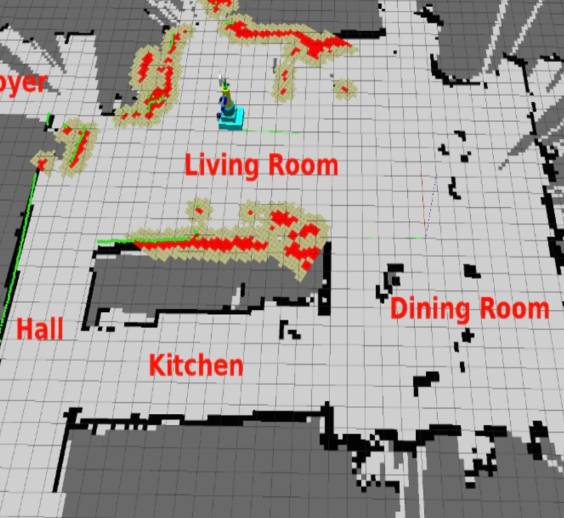 oyer
Living Room
Dining Room
Hall
Kitchen